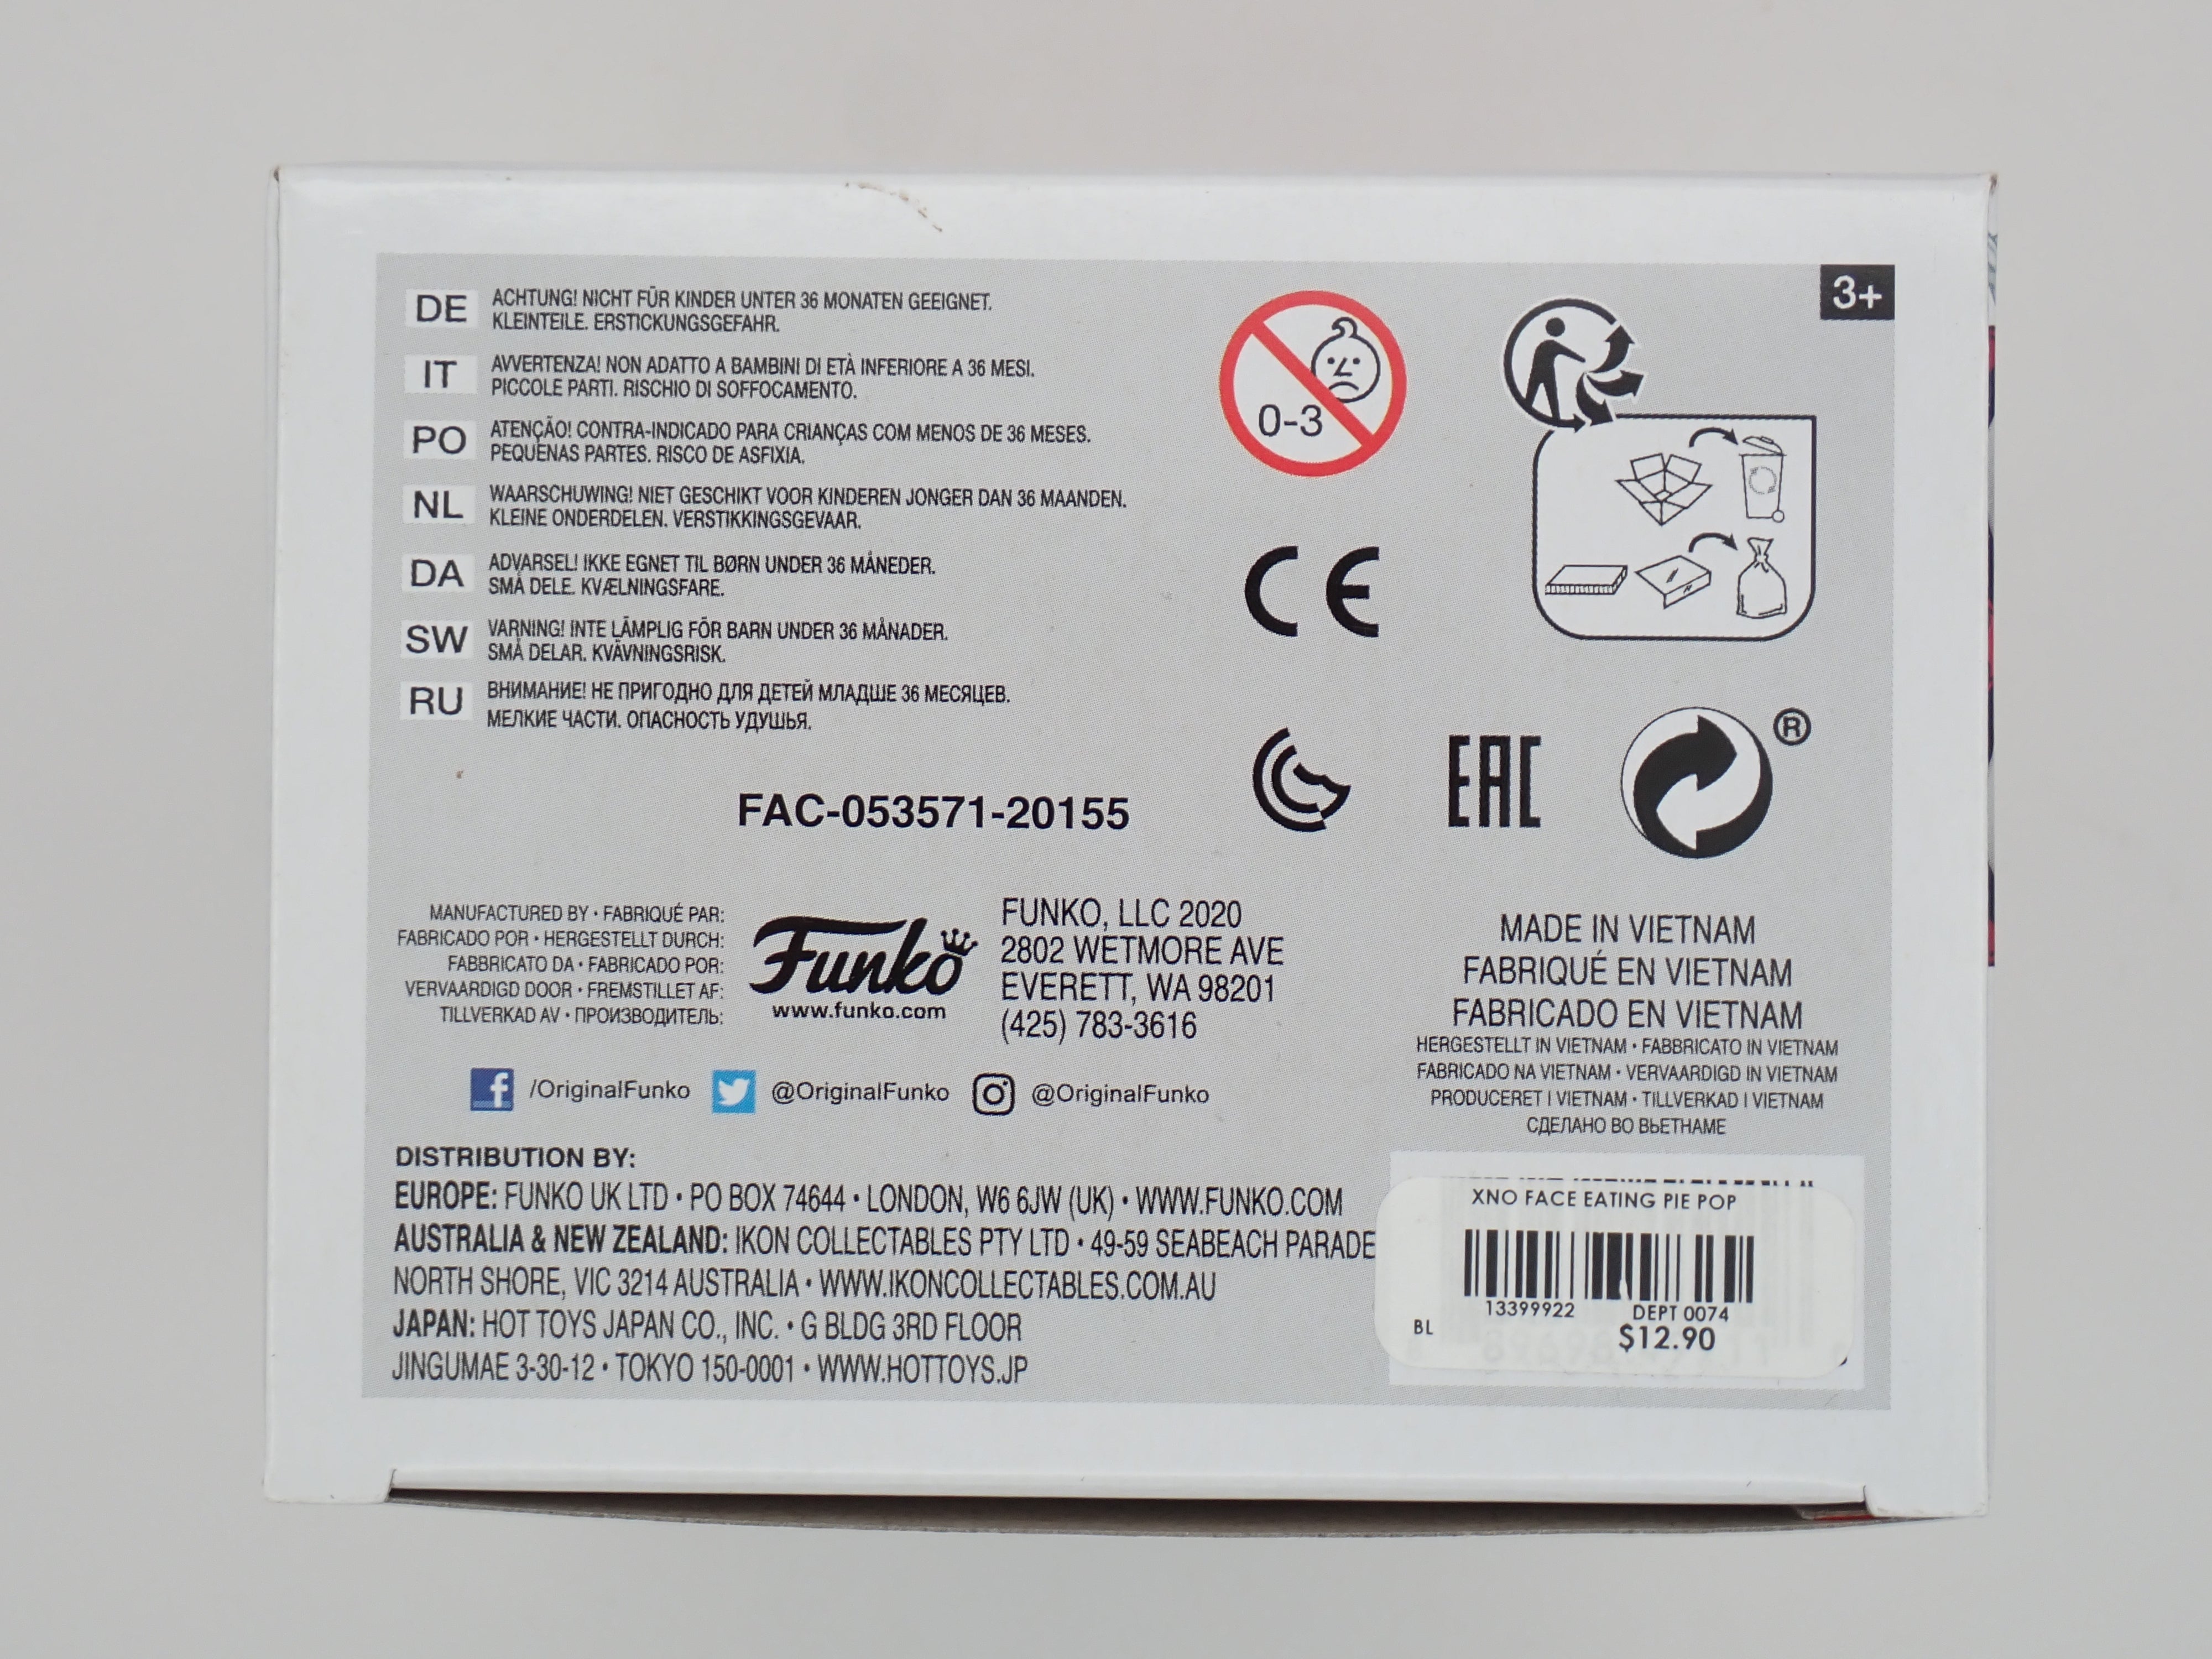 3+
DE
ACHTUNG! NICHT FÜR KINDER UNTER 36 MONATEN GEEIGNET.
KLEINTEILE. ERSTICKUNGSGEFAHR.
IT
AVVERTENZA! NON ADATTO A BAMBINI DI ETÀ INFERIORE A 36 MESI.
PICCOLE PARTI. RISCHIO DI SOFFOCAMENTO.
PO
ATENÇÃO! CONTRA-INDICADO PARA CRIANÇAS COM MENOS DE 36 MESES.
PEQUENAS PARTES. RISCO DE ASFIXIA.
NL
WAARSCHUWING! NIET GESCHIKT VOOR KINDEREN JONGER DAN 36 MAANDEN.
KLEINE ONDERDELEN. VERSTIKKINGSGEVAAR.
DA
ADVARSEL! IKKE EGNET TIL BØRN UNDER 36 MÅNEDER.
SMÅ DELE. KVÆLNINGSFARE.
SW
VARNING! INTE LÄMPLIG FÖR BARN UNDER 36 MÅNADER.
SMÅ DELAR. KVÄVNINGSRISK.
RU
ВНИМАНИЕ! НЕ ПРИГОДНО ДЛЯ ДЕТЕЙ МЛАДШЕ 36 МЕСЯЦЕВ.
МЕЛКИЕ ЧАСТИ. ОПАСНОСТЬ УДУШЬЯ.
0-3
CE
EAC
®
FAC-053571-20155
MANUFACTURED BY • FABRIQUÉ PAR:
FABRICADO POR • HERGESTELLT DURCH:
FABBRICATO DA • FABRICADO POR:
VERVAARDIGD DOOR • FREMSTILLET AF:
TILLVERKAD AV • ПРОИЗВОДИТЕЛЬ:
Funko
www.funko.com
FUNKO, LLC 2020
2802 WETMORE AVE
EVERETT, WA 98201
(425) 783-3616
MADE IN VIETNAM
FABRIQUÉ EN VIETNAM
FABRICADO EN VIETNAM
HERGESTELLT IN VIETNAM • FABBRICATO IN VIETNAM
FABRICADO NA VIETNAM • VERVAARDIGD IN VIETNAM
PRODUCERET I VIETNAM • TILLVERKAD I VIETNAM
СДЕЛАНО ВО ВЬЕТНАМЕ
f /OriginalFunko @OriginalFunko @OriginalFunko
DISTRIBUTION BY:
EUROPE: FUNKO UK LTD • PO BOX 74644 • LONDON, W6 6JW (UK) • WWW.FUNKO.COM
AUSTRALIA & NEW ZEALAND: IKON COLLECTABLES PTY LTD • 49-59 SEABEACH PARADE
NORTH SHORE, VIC 3214 AUSTRALIA • WWW.IKONCOLLECTABLES.COM.AU
JAPAN: HOT TOYS JAPAN CO., INC. • G BLDG 3RD FLOOR
JINGUMAE 3-30-12 • TOKYO 150-0001 • WWW.HOTTOYS.JP
XNO FACE EATING PIE POP
13399922 DEPT 0074
BL $12.90